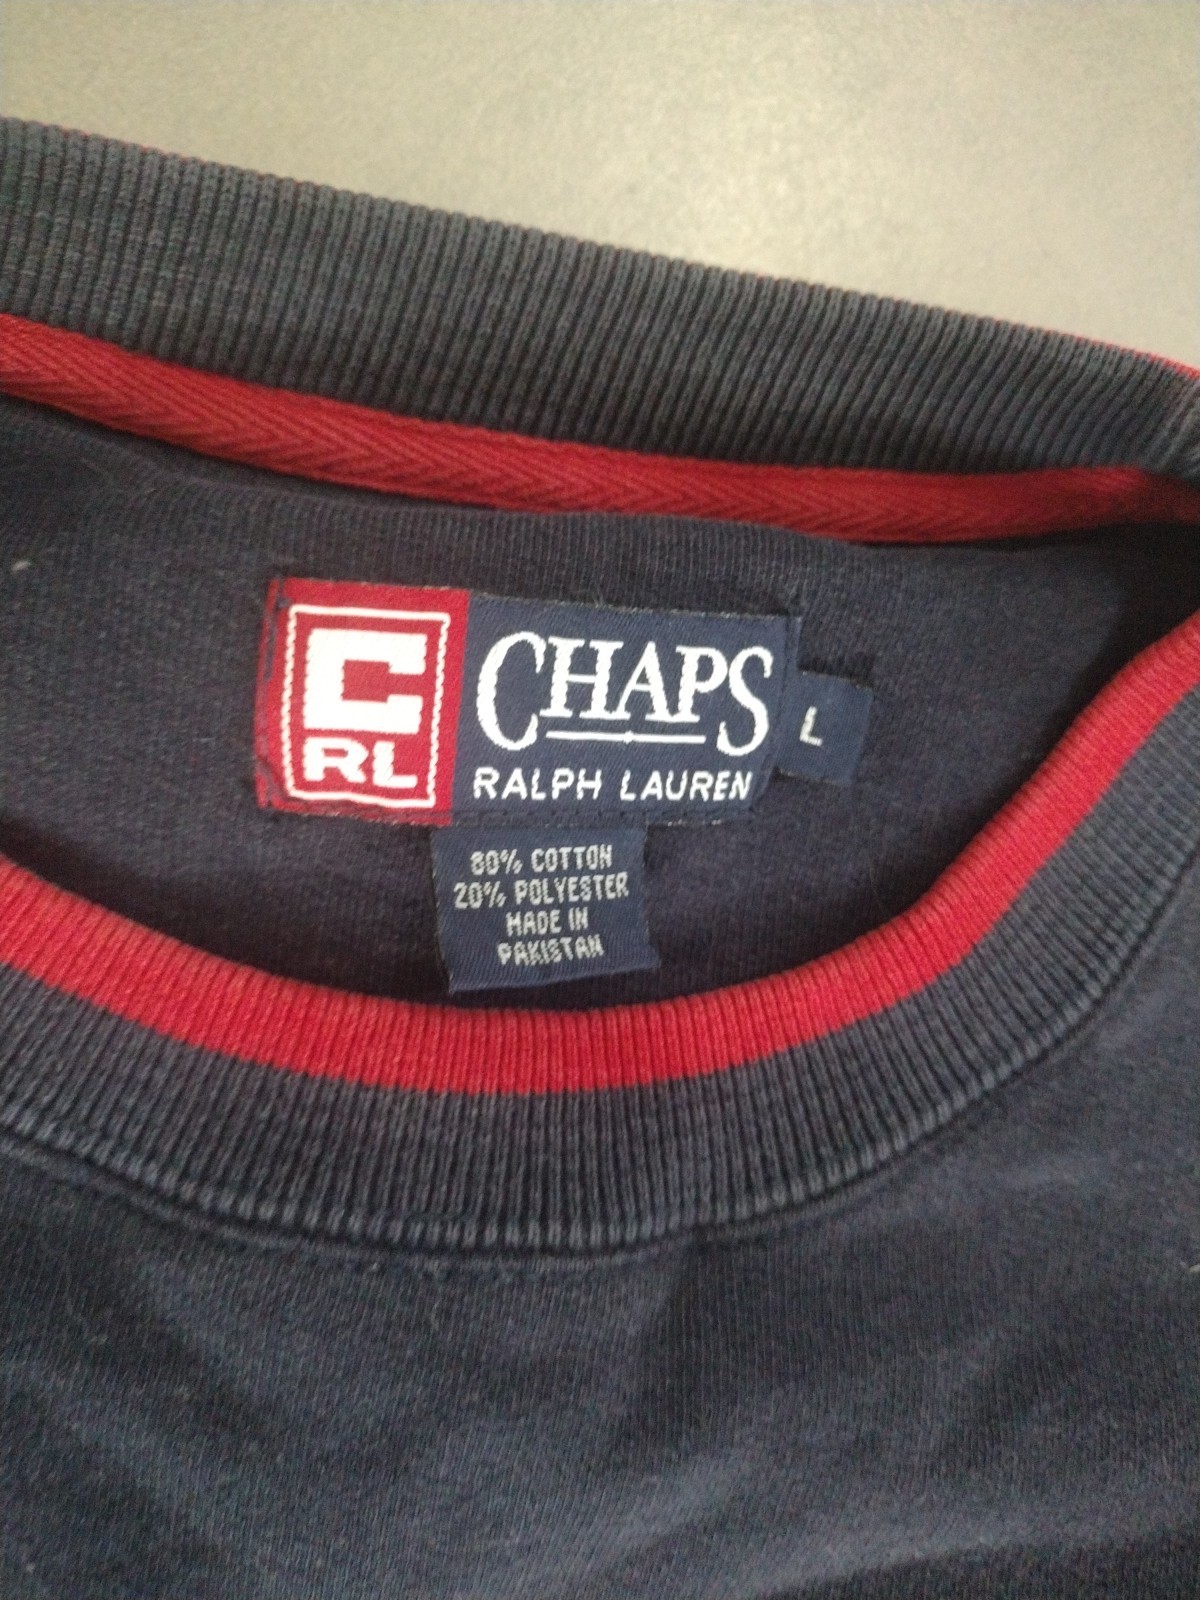 C
RL
CHAPS
RALPH LAUREN
L
80% COTTON
20% POLYESTER
MADE IN
PAKISTAN